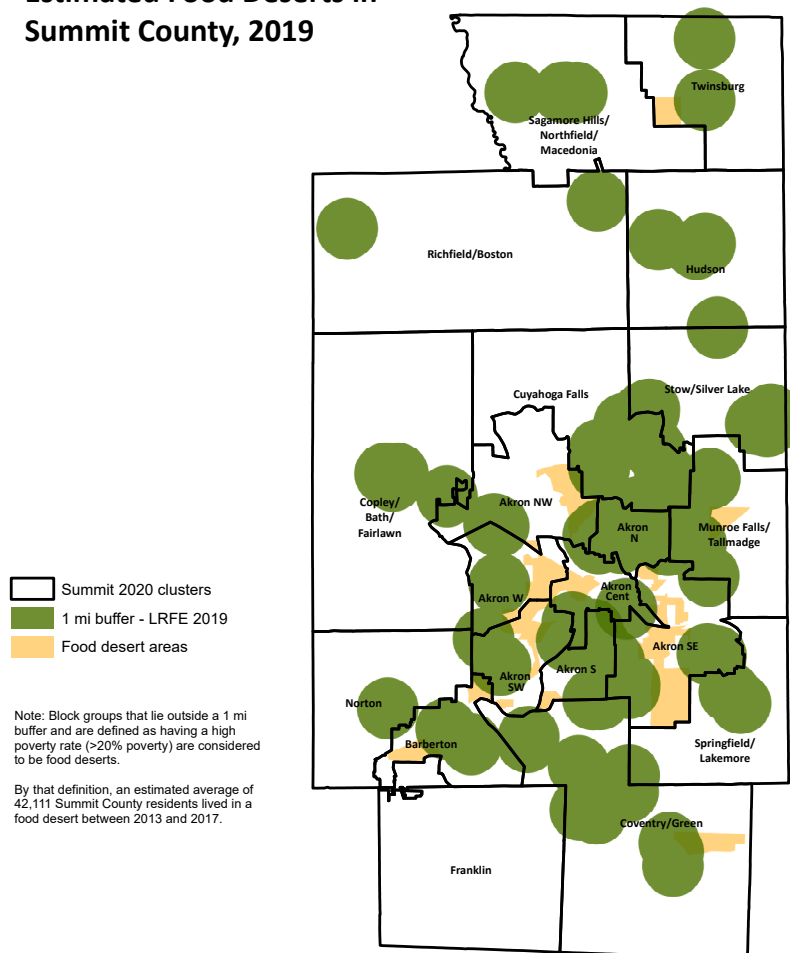 Estimated Food Deserts in
Summit County, 2019
Twinsburg
Sagamore Hills/
Northfield/
Macedonia
Richfield/Boston
Hudson
Cuyahoga Falls
Stow/Silver Lake
Copley/
Bath/
Fairlawn
Akron NW
Akron
N
Munroe Falls/
Tallmadge
Akron W
Akron
Cent
Akron SE
Akron S
Akron
SW
Norton
Barberton
Springfield/
Lakemore
Coventry/Green
Franklin
Summit 2020 clusters
1 mi buffer - LRFE 2019
Food desert areas
Note: Block groups that lie outside a 1 mi
buffer and are defined as having a high
poverty rate (>20% poverty) are considered
to be food deserts.
By that definition, an estimated average of
42,111 Summit County residents lived in a
food desert between 2013 and 2017.